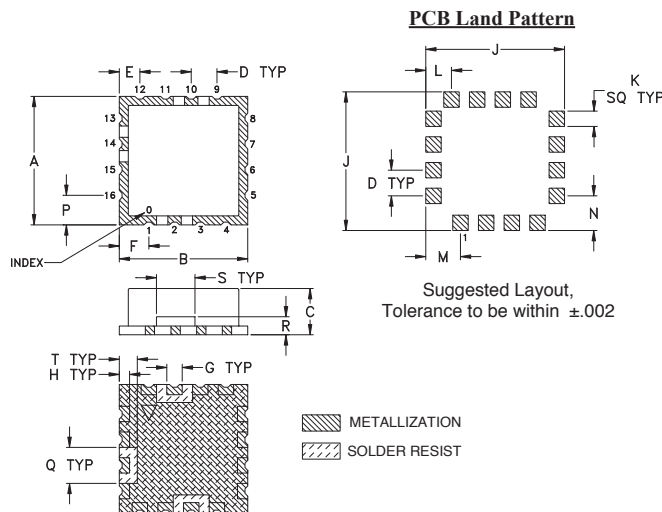 PCB Land Pattern
E
D TYP
12 11 10 9
A
13
14
15
16
8
7
6
5
P
0
1 2 3 4
F
B
INDEX
S TYP
C
R
T TYP
H TYP
G TYP
Q TYP
J
L
K
SQ TYP
J
D TYP
N
1
M
Suggested Layout,
Tolerance to be within ±.002
METALLIZATION
SOLDER RESIST